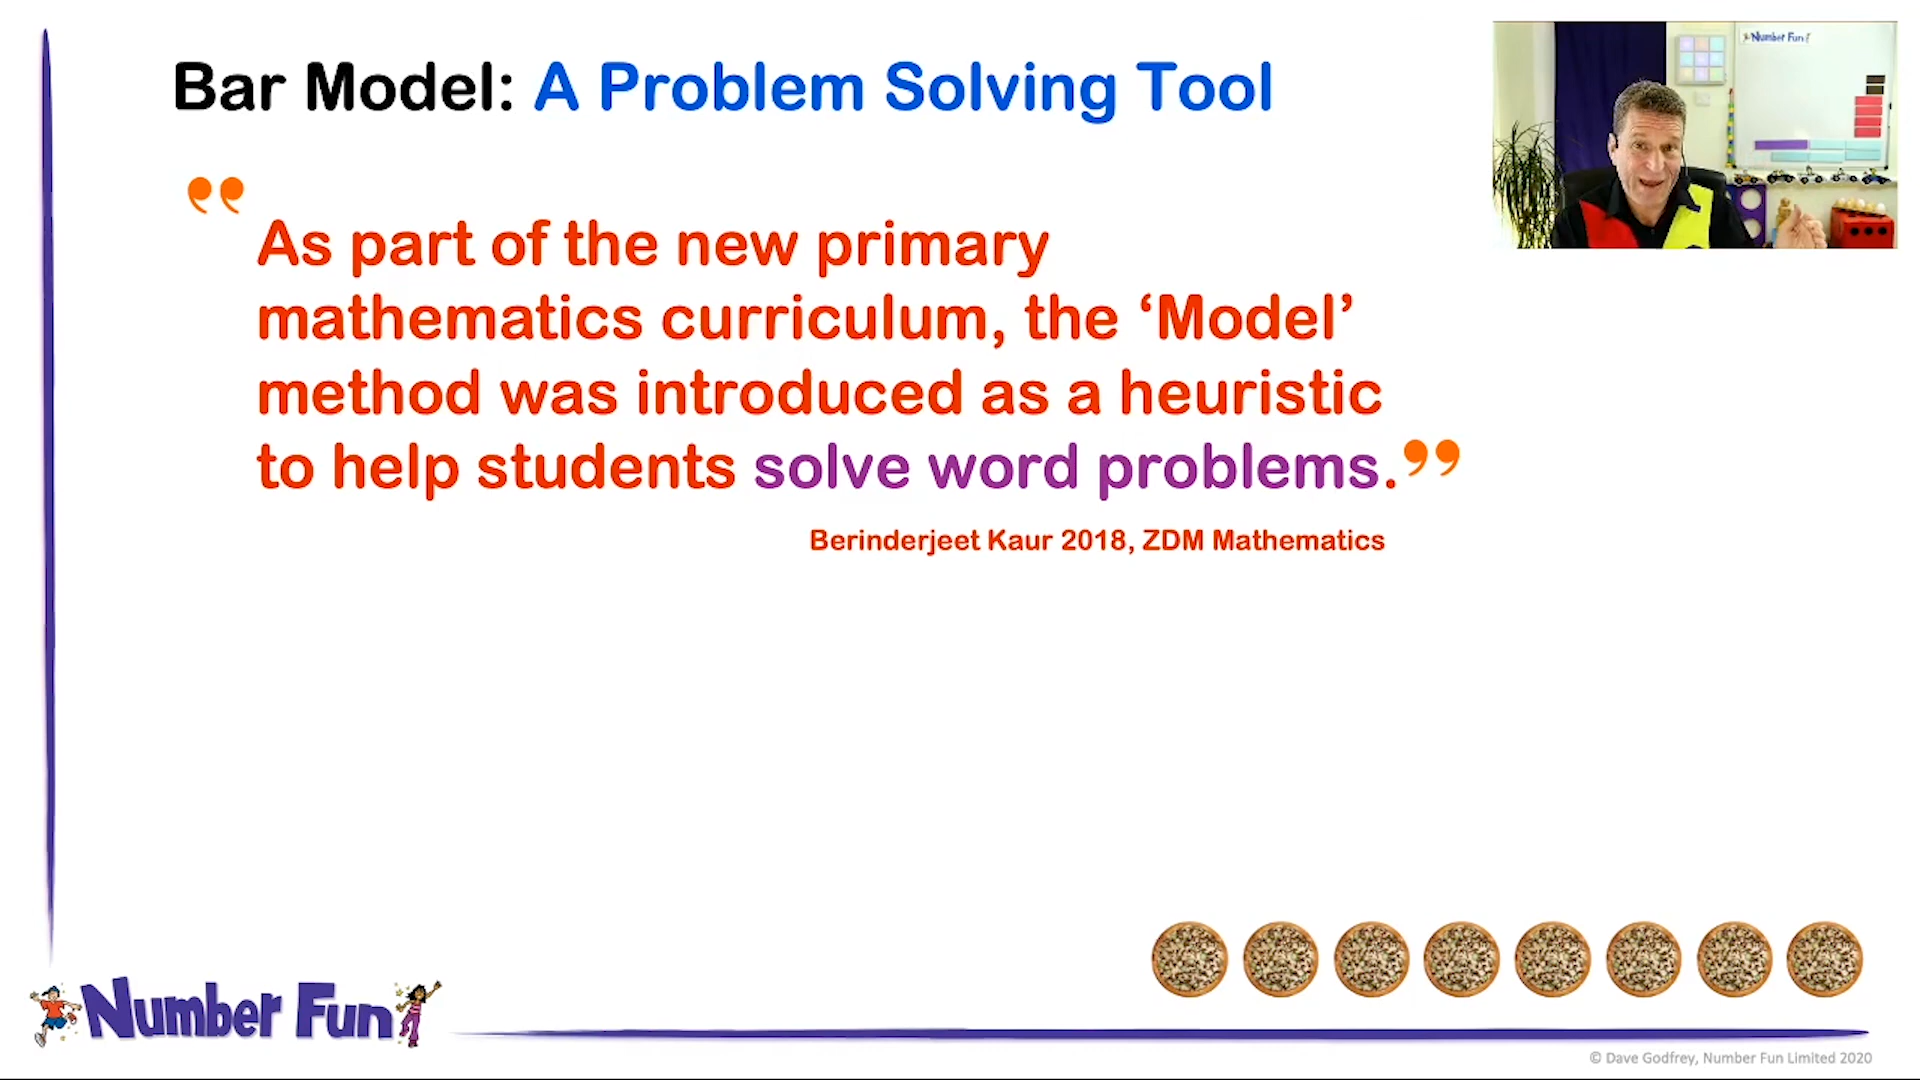 Bar Model: A Problem Solving Tool
Number Fun!
”
As part of the new primary
mathematics curriculum, the ‘Model’
method was introduced as a heuristic
to help students solve word problems.”
Berinderjeet Kaur 2018, ZDM Mathematics
Number Fun
© Dave Godfrey, Number Fun Limited 2020